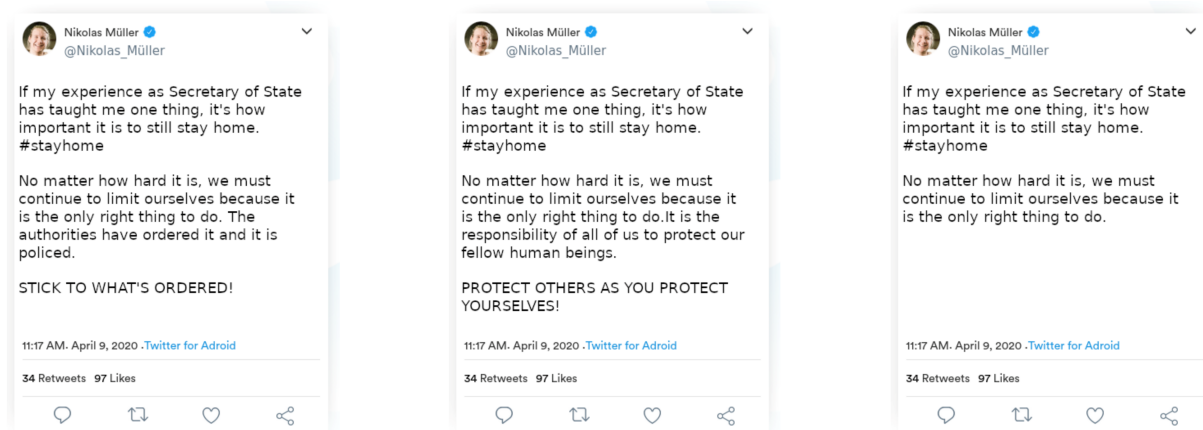 Nikolas Müller
@Nikolas_Müller
If my experience as Secretary of State
has taught me one thing, it's how
important it is to still stay home.
#stayhome
No matter how hard it is, we must
continue to limit ourselves because it
is the only right thing to do. The
authorities have ordered it and it is
policed.
STICK TO WHAT'S ORDERED!
11:17 AM. April 9, 2020 .Twitter for Adroid
34 Retweets 97 Likes
Nikolas Müller
@Nikolas_Müller
If my experience as Secretary of State
has taught me one thing, it's how
important it is to still stay home.
#stayhome
No matter how hard it is, we must
continue to limit ourselves because it
is the only right thing to do.It is the
responsibility of all of us to protect our
fellow human beings.
PROTECT OTHERS AS YOU PROTECT
YOURSELVES!
11:17 AM. April 9, 2020 .Twitter for Adroid
34 Retweets 97 Likes
Nikolas Müller
@Nikolas_Müller
If my experience as Secretary of State
has taught me one thing, it's how
important it is to still stay home.
#stayhome
No matter how hard it is, we must
continue to limit ourselves because it
is the only right thing to do.
11:17 AM. April 9, 2020 .Twitter for Adroid
34 Retweets 97 Likes